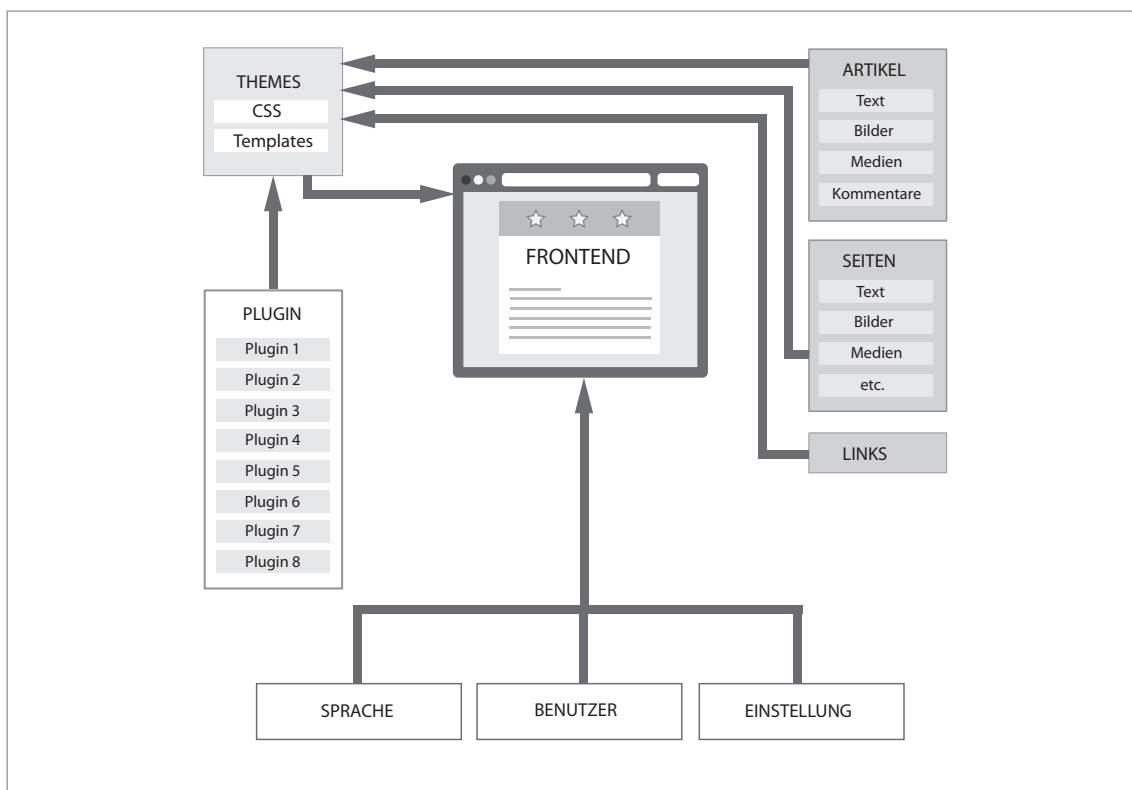 THEMES
CSS
Templates
ARTIKEL
Text
Bilder
Medien
Kommentare
FRONTEND
SEITEN
Text
Bilder
Medien
etc.
PLUGIN
Plugin 1
Plugin 2
Plugin 3
Plugin 4
Plugin 5
Plugin 6
Plugin 7
Plugin 8
LINKS
SPRACHE
BENUTZER
EINSTELLUNG